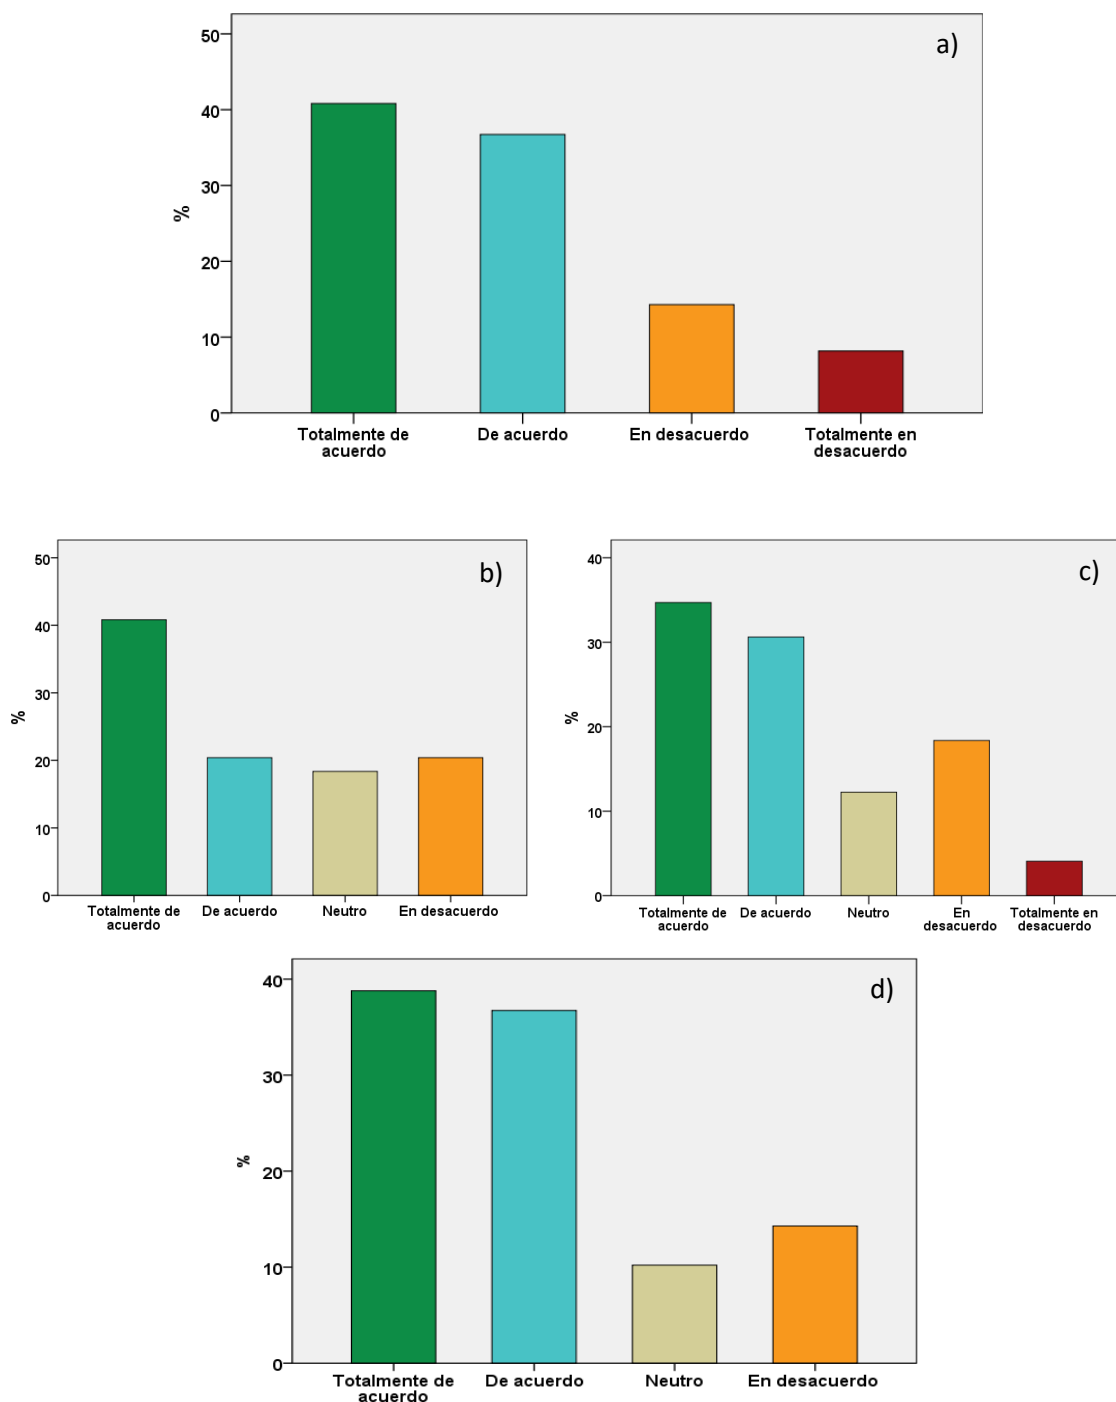 a)
50
40
30
20
10
0
%
Totalmente de
acuerdo
De acuerdo
En desacuerdo
Totalmente en
desacuerdo
b)
50
40
30
20
10
0
%
Totalmente de
acuerdo
De acuerdo
Neutro
En desacuerdo
c)
40
30
20
10
0
%
Totalmente de
acuerdo
De acuerdo
Neutro
En
desacuerdo
Totalmente en
desacuerdo
d)
40
30
20
10
0
%
Totalmente de
acuerdo
De acuerdo
Neutro
En desacuerdo